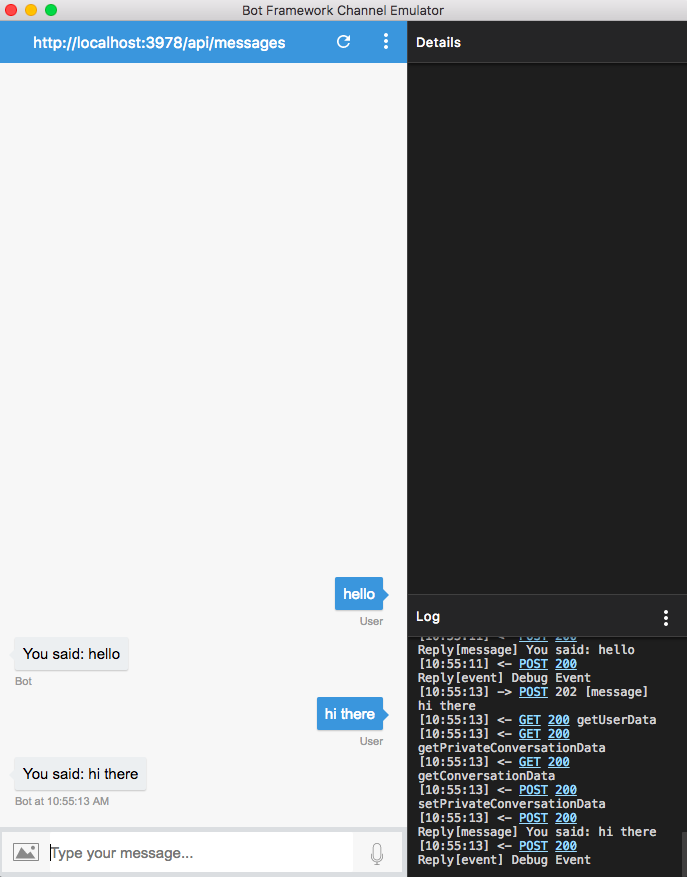 Bot Framework Channel Emulator
http://localhost:3978/api/messages
Details
hello
User
You said: hello
Bot
hi there
User
You said: hi there
Bot at 10:55:13 AM
Type your message...
Log
[10:55:11] <- POST 200
Reply[message] You said: hello
[10:55:11] <- POST 200
Reply[event] Debug Event
[10:55:13] -> POST 202 [message]
hi there
[10:55:13] <- GET 200 getUserData
[10:55:13] <- GET 200
getPrivateConversationData
[10:55:13] <- GET 200
getConversationData
[10:55:13] <- POST 200
setPrivateConversationData
[10:55:13] <- POST 200
Reply[message] You said: hi there
[10:55:13] <- POST 200
Reply[event] Debug Event